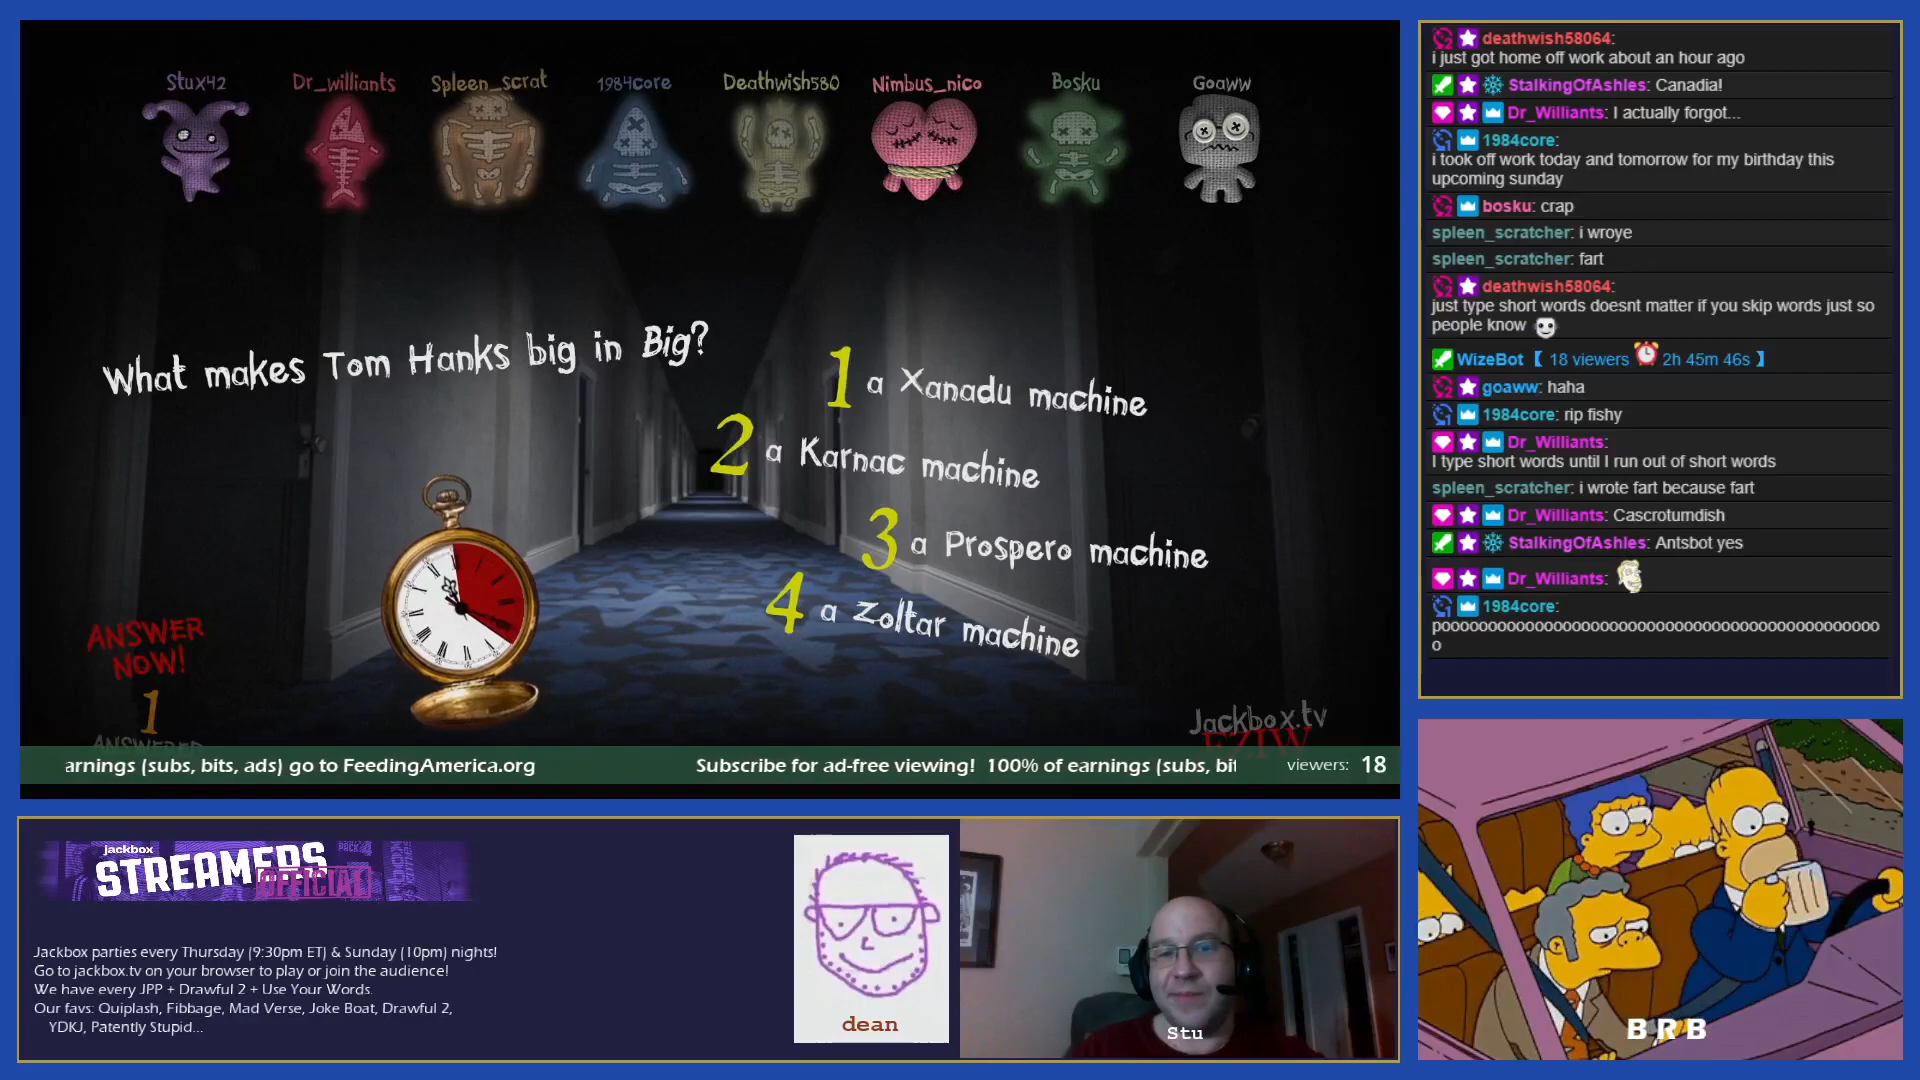 Stux42
Dr_williants
Spleen_scrat
1984core
Deathwish580
Nimbus_nico
Bosku
Goaww
What makes Tom Hanks big in Big?
1 a Xanadu machine
2 a Karnac machine
3 a Prospero machine
4 a Zoltar machine
ANSWER
NOW!
1
ANSWERED
Jackbox.tv
EZIW
arnings (subs, bits, ads) go to FeedingAmerica.org
Subscribe for ad-free viewing! 100% of earnings (subs, bit
viewers: 18
deathwish58064:
i just got home off work about an hour ago
StalkingOfAshles: Canadia!
Dr_Williants: I actually forgot...
1984core:
i took off work today and tomorrow for my birthday this
upcoming sunday
bosku: crap
spleen_scratcher: i wroye
spleen_scratcher: fart
deathwish58064:
just type short words doesnt matter if you skip words just so
people know
WizeBot 【 18 viewers 2h 45m 46s 】
goaww: haha
1984core: rip fishy
Dr_Williants:
I type short words until I run out of short words
spleen_scratcher: i wrote fart because fart
Dr_Williants: Cascrotumdish
StalkingOfAshles: Antsbot yes
Dr_Williants:
1984core:
pooooooooooooooooooooooooooooooooooooooooooooooo
o
jackbox
STREAMERS
OFFICIAL
Jackbox parties every Thursday (9:30pm ET) & Sunday (10pm) nights!
Go to jackbox.tv on your browser to play or join the audience!
We have every JPP + Drawful 2 + Use Your Words.
Our favs: Quiplash, Fibbage, Mad Verse, Joke Boat, Drawful 2,
YDKJ, Patently Stupid...
dean
Stu
BRB